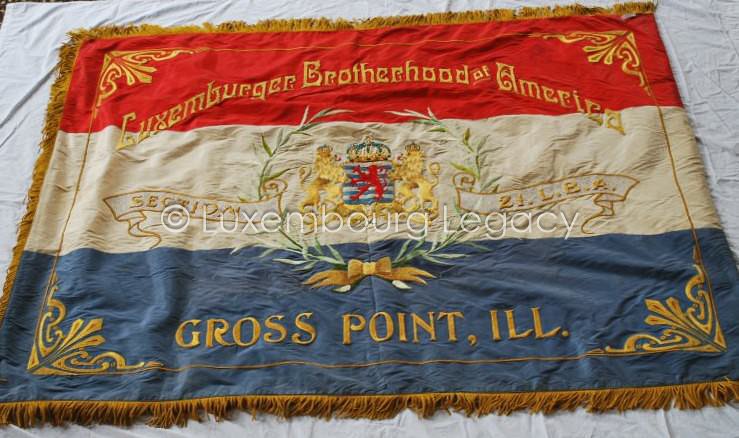 Luxemburger Brotherhood of America
SECTION 21. L.B.A.
© Luxembourg Legacy
GROSS POINT, ILL.